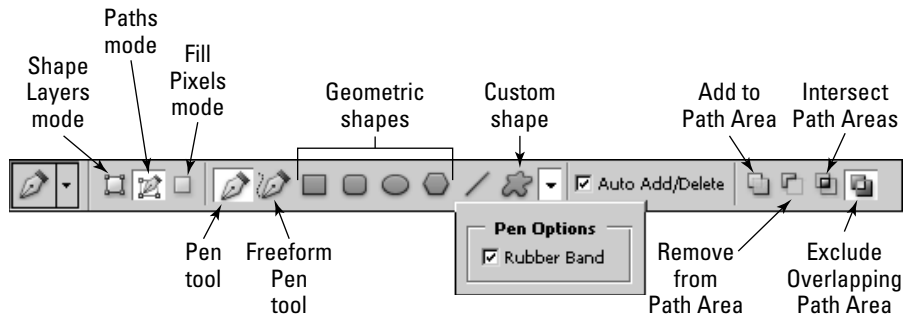 Paths
mode
Shape
Layers
mode
Fill
Pixels
mode
Geometric
shapes
Custom
shape
Add to
Path Area
Intersect
Path Areas
Auto Add/Delete
Pen
tool
Freeform
Pen
tool
Pen Options
Rubber Band
Remove
from
Path Area
Exclude
Overlapping
Path Area